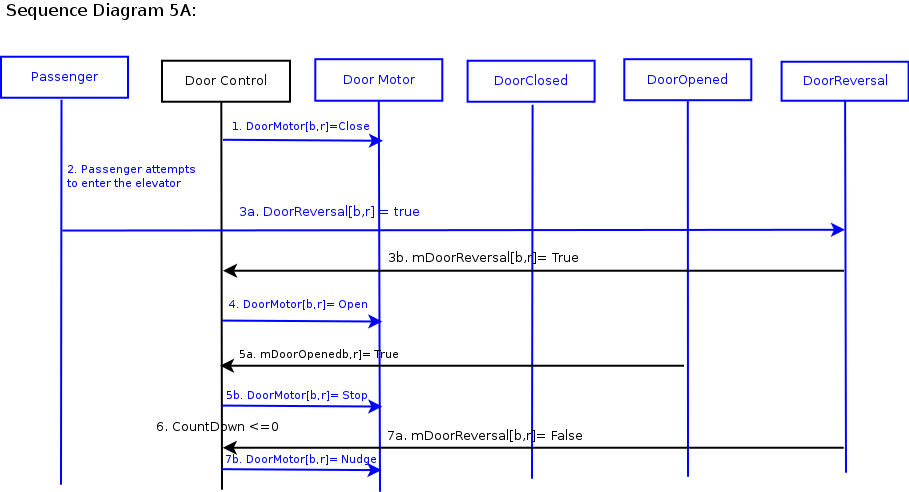 Sequence Diagram 5A:
Passenger
Door Control
Door Motor
DoorClosed
DoorOpened
DoorReversal
1. DoorMotor[b,r]=Close
2. Passenger attempts
to enter the elevator
3a. DoorReversal[b,r] = true
3b. mDoorReversal[b,r]= True
4. DoorMotor[b,r]= Open
5a. mDoorOpenedb,r]= True
5b. DoorMotor[b,r]= Stop
6. CountDown <=0
7a. mDoorReversal[b,r]= False
7b. DoorMotor[b,r]= Nudge